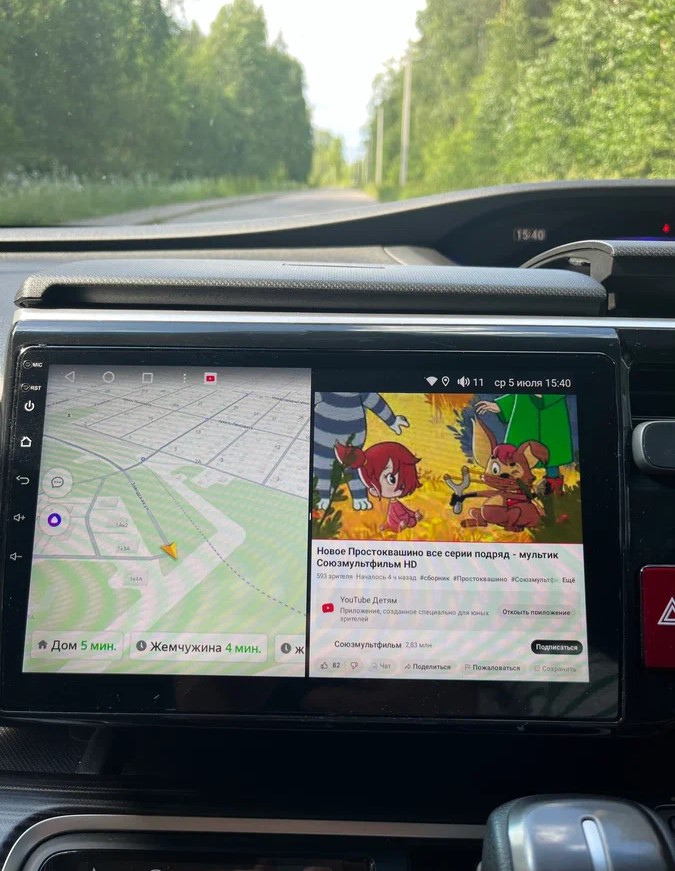 15:40
MIC
RST
11 ср 5 июля 15:40
Новое Простоквашино все серии подряд - мультик
Союзмультфильм HD
593 зрителя Началось 4 ч назад #сборник #Простоквашино #Союзмультф Ещё
YouTube Детям
Приложение, созданное специально для юных
зрителей
Открыть приложение
Союзмультфильм 2,83 млн
Подписаться
82 Чат Поделиться Пожаловаться Сохранить
Дом 5 мин.
Жемчужина 4 мин.
Ж